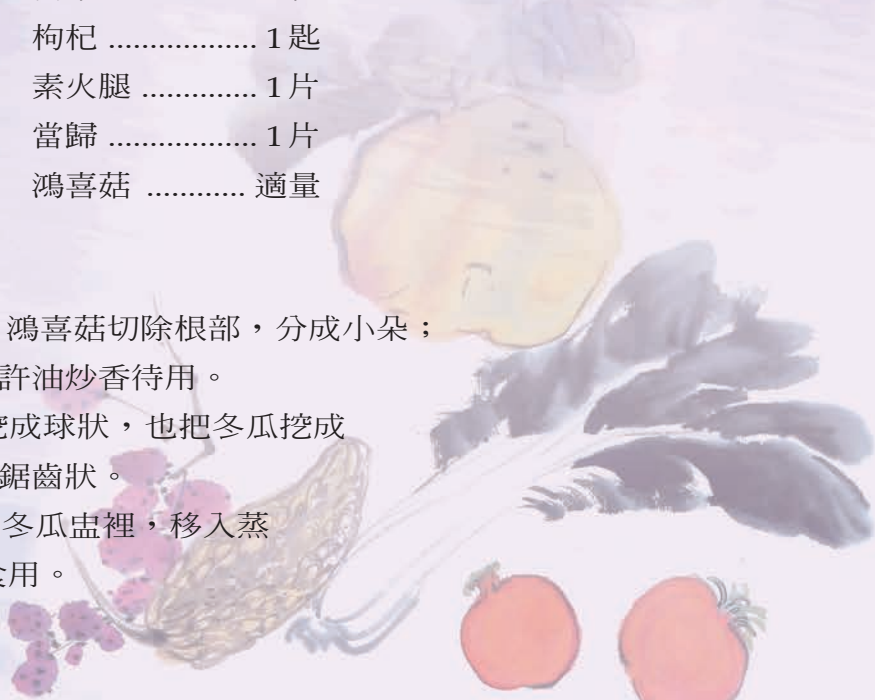 枸杞 .................. 1 匙
素火腿 .............. 1 片
當歸 .................. 1 片
鴻喜菇 ............ 適量
鴻喜菇切除根部，分成小朵；
許油炒香待用。
挖成球狀，也把冬瓜挖成
鋸齒狀。
冬瓜盅裡，移入蒸
食用。